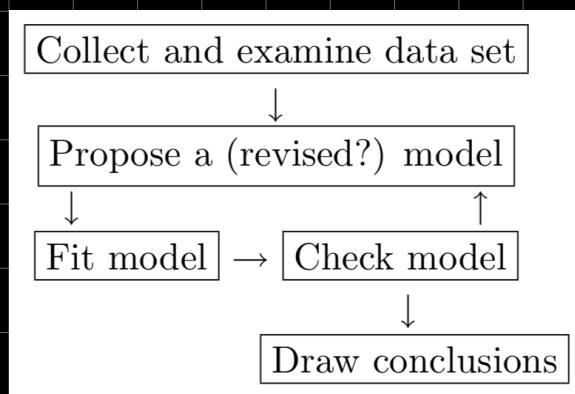 Collect and examine data set
↓
Propose a (revised?) model
↓ ↑
Fit model → Check model
↓
Draw conclusions